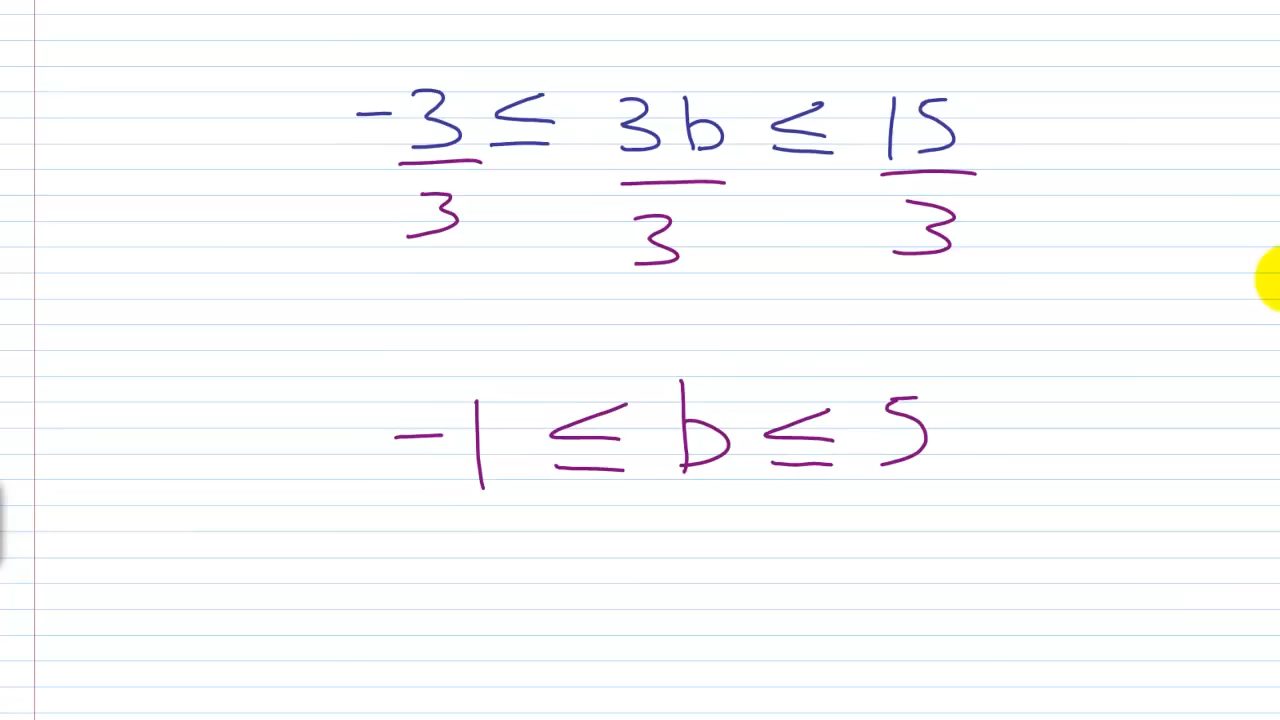 -3 ≤ 3b ≤ 15
3 3 3
-1 ≤ b ≤ 5